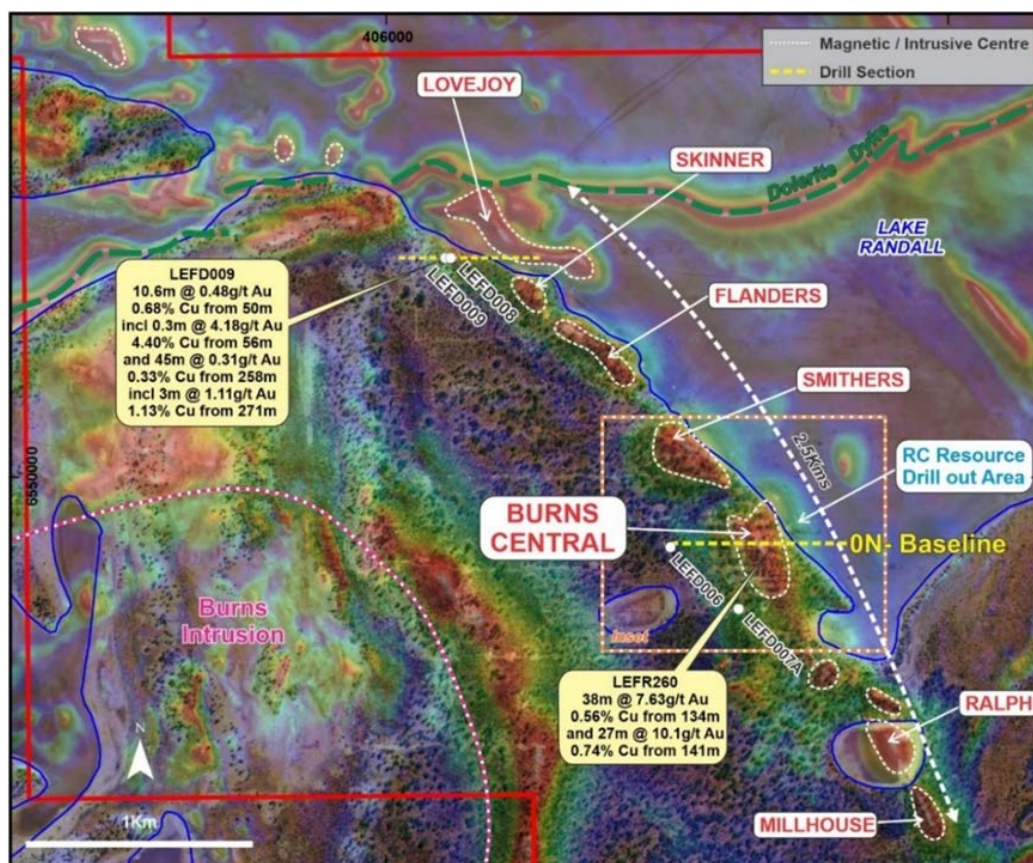 406000
Magnetic / Intrusive Centre
Drill Section
LOVEJOY
SKINNER
Dolerite Dyke
LAKE
RANDALL
LEFD009
10.6m @ 0.48g/t Au
0.68% Cu from 50m
incl 0.3m @ 4.18g/t Au
4.40% Cu from 56m
and 45m @ 0.31g/t Au
0.33% Cu from 258m
incl 3m @ 1.11g/t Au
1.13% Cu from 271m
LEFD008
LEFD009
FLANDERS
SMITHERS
2.5Kms
RC Resource
Drill out Area
6550000
BURNS
CENTRAL
0N- Baseline
LEFD006
LEFD007A
Inset
Burns
Intrusion
LEFR260
38m @ 7.63g/t Au
0.56% Cu from 134m
and 27m @ 10.1g/t Au
0.74% Cu from 141m
RALPH
N
1Km
MILLHOUSE